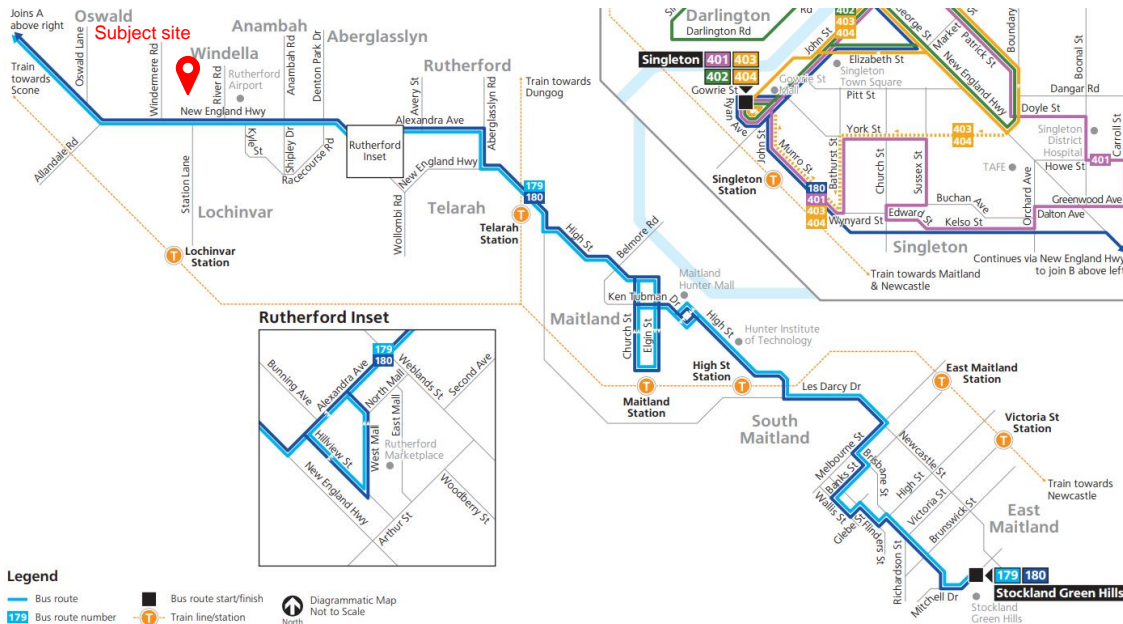 Joins A
above right
Oswald
Subject site
Anambah
Windella
Aberglasslyn
Rutherford
Train
towards
Scone
Oswald Lane
Windermere Rd
River Rd
Rutherford
Airport
Anambah Rd
Denton Park Dr
Avery St
Aberglasslyn Rd
Train towards
Dungog
New England Hwy
Alexandra Ave
Allandale Rd
Station Lane
Kyle St
Shipley Dr
Racecourse Rd
Rutherford
Inset
New England Hwy
Wollombi Rd
179
180
Lochinvar
Telarah
Telarah
Station
Lochinvar
Station
High St
Belmore Rd
Maitland
Hunter Mall
Ken Tubman Dr
Maitland
Church St
Elgin St
High St
Hunter Institute
of Technology
High St
Station
Maitland
Station
Les Darcy Dr
South
Maitland
East Maitland
Station
Victoria St
Station
Melbourne St
Banks St
Brisbane St
Newcastle St
High St
Victoria St
Brunswick St
Wallis St
Glebe St
Flinders St
Richardson St
Mitchell Dr
Train towards
Newcastle
East
Maitland
179 180
Stockland Green Hills
Stockland
Green Hills
Darlington
Darlington Rd
Rd
402
403
404
John St
George St
Market St
Patrick St
Boundary
Boonal St
Singleton 401 403
402 404
Gowrie St
Gowrie St
Mall
Singleton
Town Square
Elizabeth St
Pitt St
New England Hwy
Dangar Rd
Doyle St
Ryan Ave
John St
Munro St
York St
403
404
Singleton
District
Hospital
Carroll St
401
Howe St
TAFE
Bathurst St
Church St
Sussex St
Orchard Ave
Singleton
Station
180
401
403
404
Wynyard St
Edward St
Buchan Ave
Kelso St
Greenwood Ave
Dalton Ave
Singleton
Continues via New England Hwy
to join B above left
Train towards Maitland
& Newcastle
Rutherford Inset
179
180
Bunning Ave
Alexandra Ave
Weblands St
Second Ave
North Mall
East Mall
West Mall
Hillview St
Rutherford
Marketplace
New England Hwy
Arthur St
Woodberry St
Legend
Bus route
179 Bus route number
Bus route start/finish
T Train line/station
North
Diagrammatic Map
Not to Scale